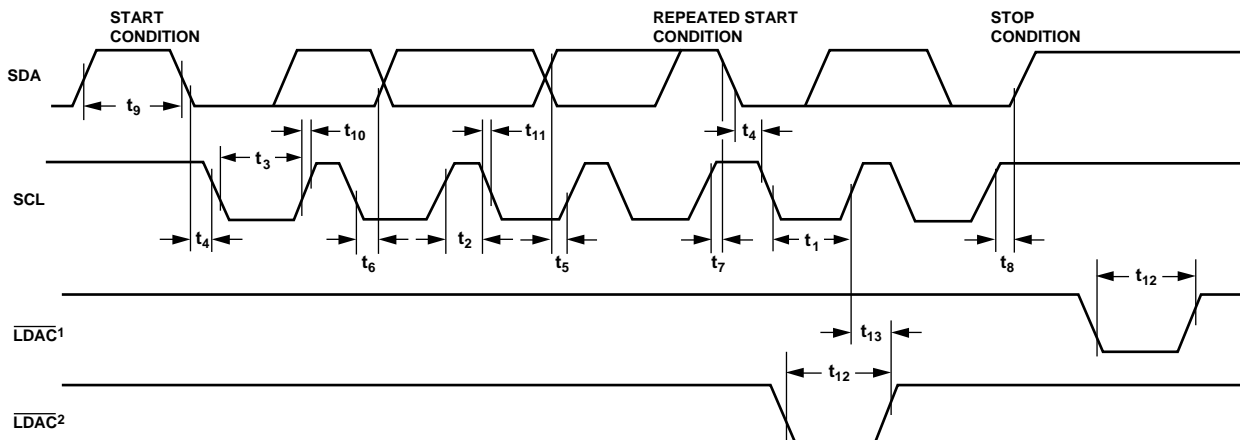 START
CONDITION
REPEATED START
CONDITION
STOP
CONDITION
SDA
t9
t10
t11
t4
t3
SCL
t4
t6
t2
t5
t7
t1
t8
t12
LDAC1
t13
t12
LDAC2